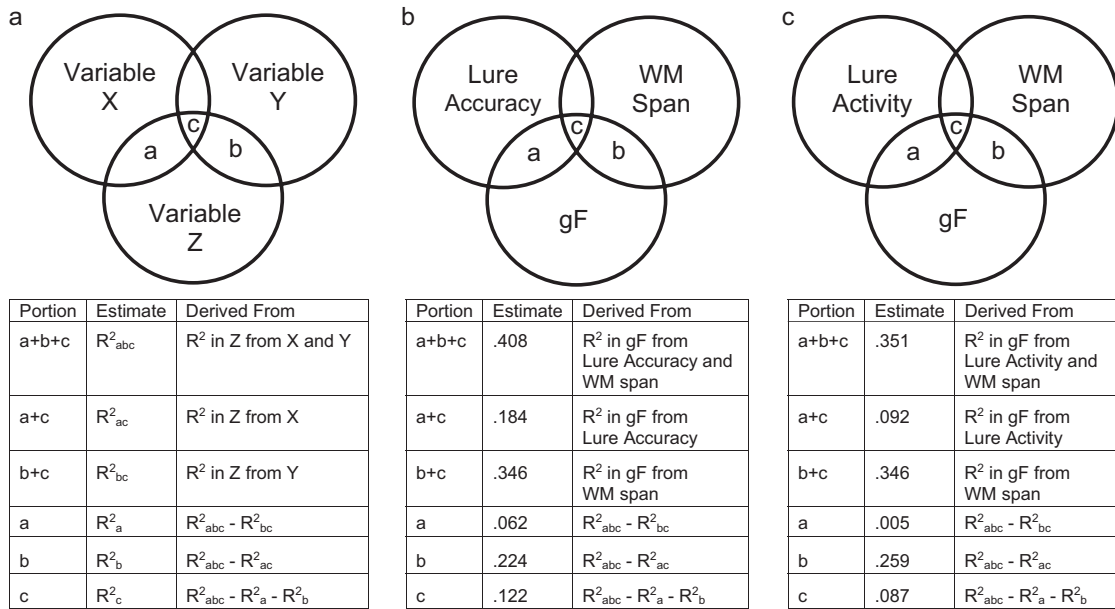 a
Variable
X
Variable
Y
c
a
b
Variable
Z
Portion Estimate Derived From
a+b+c R²abc R² in Z from X and Y
a+c R²ac R² in Z from X
b+c R²bc R² in Z from Y
a R²a R²abc - R²bc
b R²b R²abc - R²ac
c R²c R²abc - R²a - R²b
b
Lure
Accuracy
WM
Span
c
a
b
gF
Portion Estimate Derived From
a+b+c .408 R² in gF from
Lure Accuracy and
WM span
a+c .184 R² in gF from
Lure Accuracy
b+c .346 R² in gF from
WM span
a .062 R²abc - R²bc
b .224 R²abc - R²ac
c .122 R²abc - R²a - R²b
c
Lure
Activity
WM
Span
c
a
b
gF
Portion Estimate Derived From
a+b+c .351 R² in gF from
Lure Activity and
WM span
a+c .092 R² in gF from
Lure Activity
b+c .346 R² in gF from
WM span
a .005 R²abc - R²bc
b .259 R²abc - R²ac
c .087 R²abc - R²a - R²b